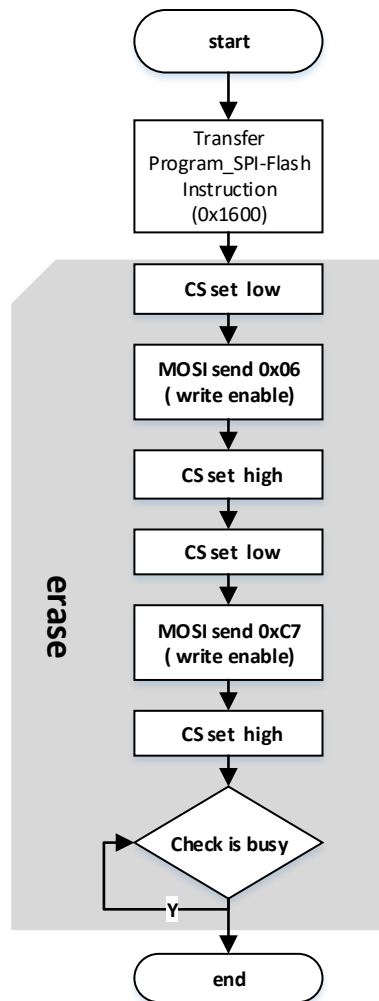 start
Transfer
Program_SPI-Flash
Instruction
(0x1600)
CS set low
MOSI send 0x06
( write enable)
CS set high
CS set low
erase
MOSI send 0xC7
( write enable)
CS set high
Check is busy
Y
end